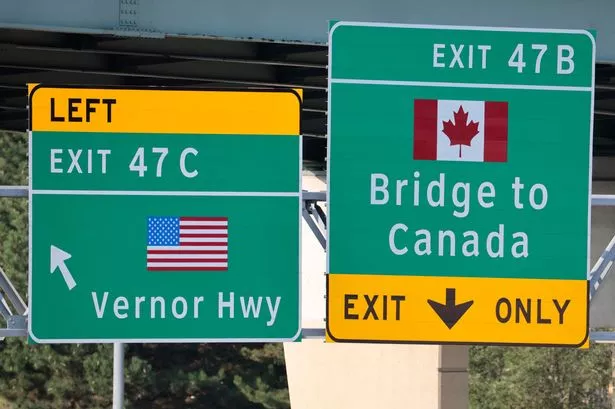 LEFT
EXIT 47 C
Vernor Hwy
EXIT 47 B
Bridge to
Canada
EXIT ONLY